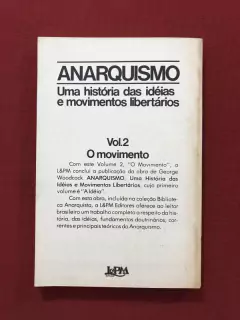 ANARQUISMO
Uma história das idéias
e movimentos libertários
Vol.2
O movimento
Com este Volume 2, "O Movimento", a
L&PM conclui a publicação da obra de George
Woodcock ANARQUISMO, Uma História das
Idéias e Movimentos Libertários, cujo primeiro
volume é "A Idéia".
Com esta obra, incluída na coleção Bibliote-
ca Anarquista, a L&PM Editores oferece ao leitor
brasileiro um trabalho completo a respeito da his-
tória, das idéias, fundamentos doutrinários, cor-
rentes e principais teóricos do Anarquismo.
L&PM